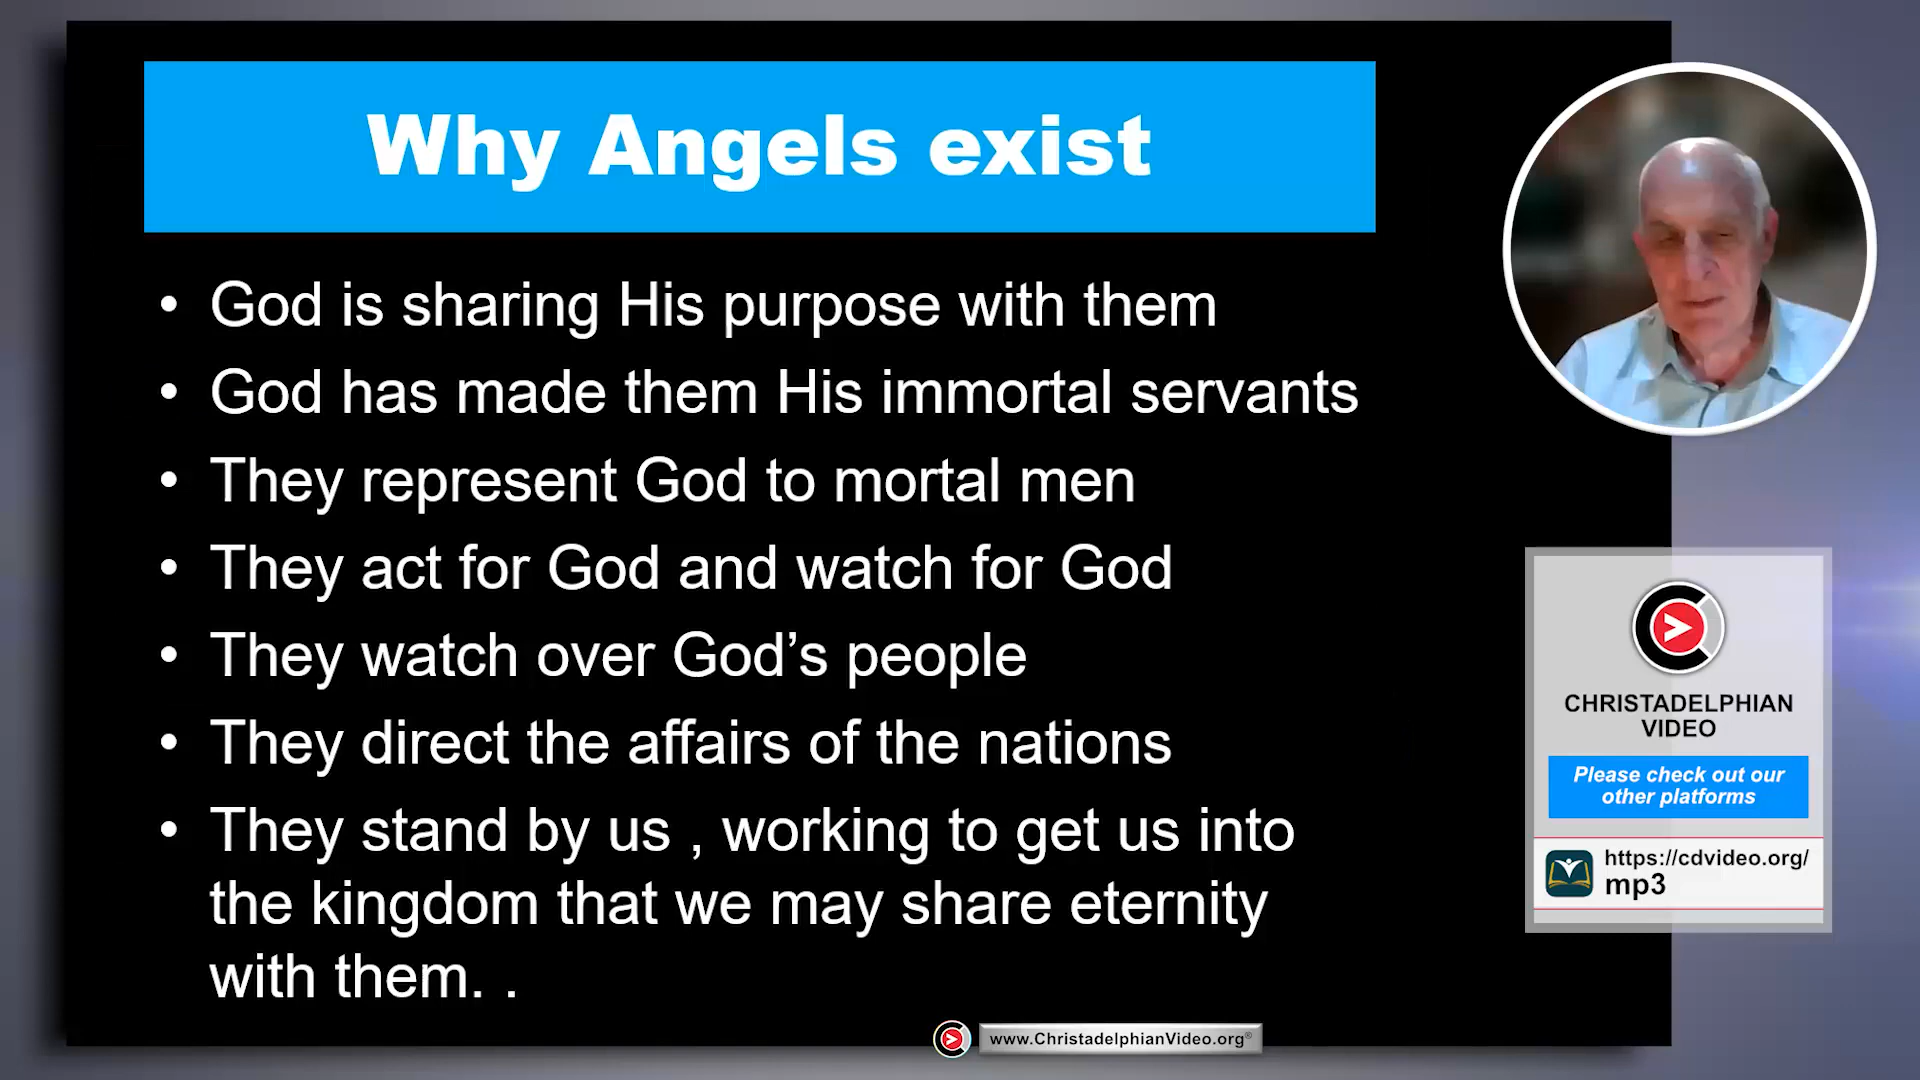 Why Angels exist
• God is sharing His purpose with them
• God has made them His immortal servants
• They represent God to mortal men
• They act for God and watch for God
• They watch over God’s people
• They direct the affairs of the nations
• They stand by us , working to get us into
the kingdom that we may share eternity
with them. .
CHRISTADELPHIAN
VIDEO
Please check out our
other platforms
https://cdvideo.org/
mp3
www.ChristadelphianVideo.org®